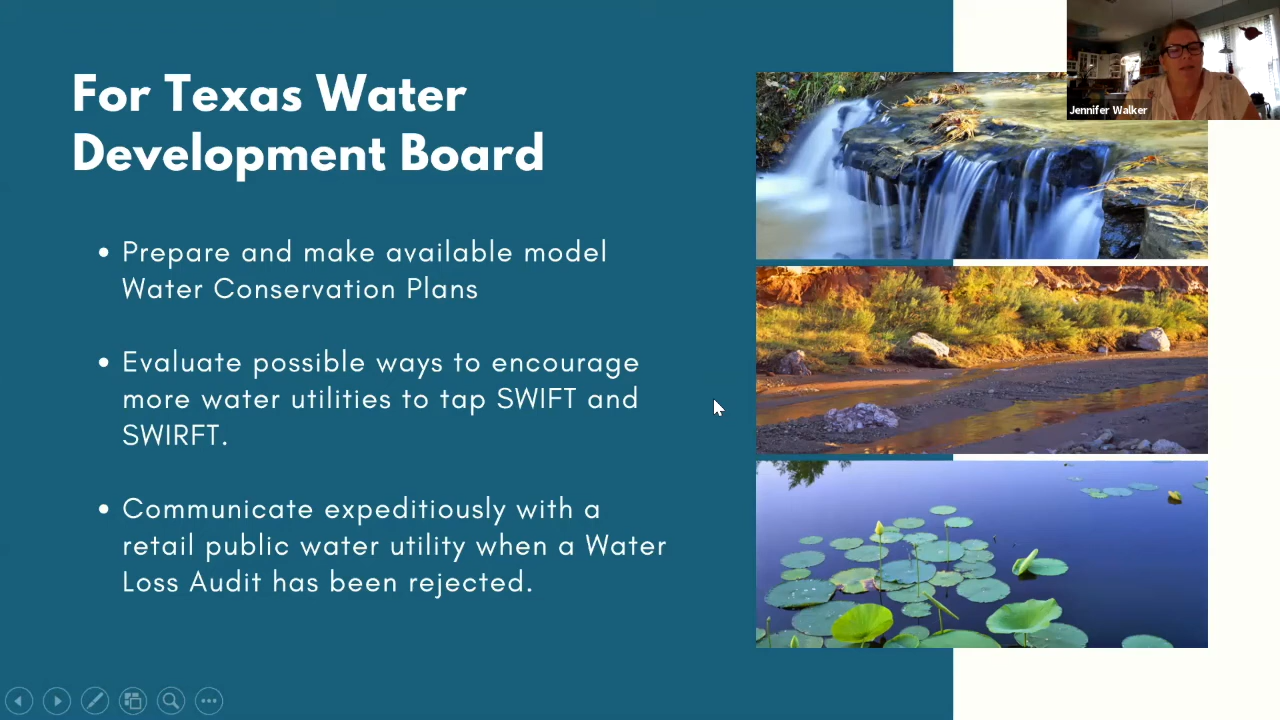 For Texas Water
Development Board
• Prepare and make available model
Water Conservation Plans
• Evaluate possible ways to encourage
more water utilities to tap SWIFT and
SWIRFT.
• Communicate expeditiously with a
retail public water utility when a Water
Loss Audit has been rejected.
Jennifer Walker